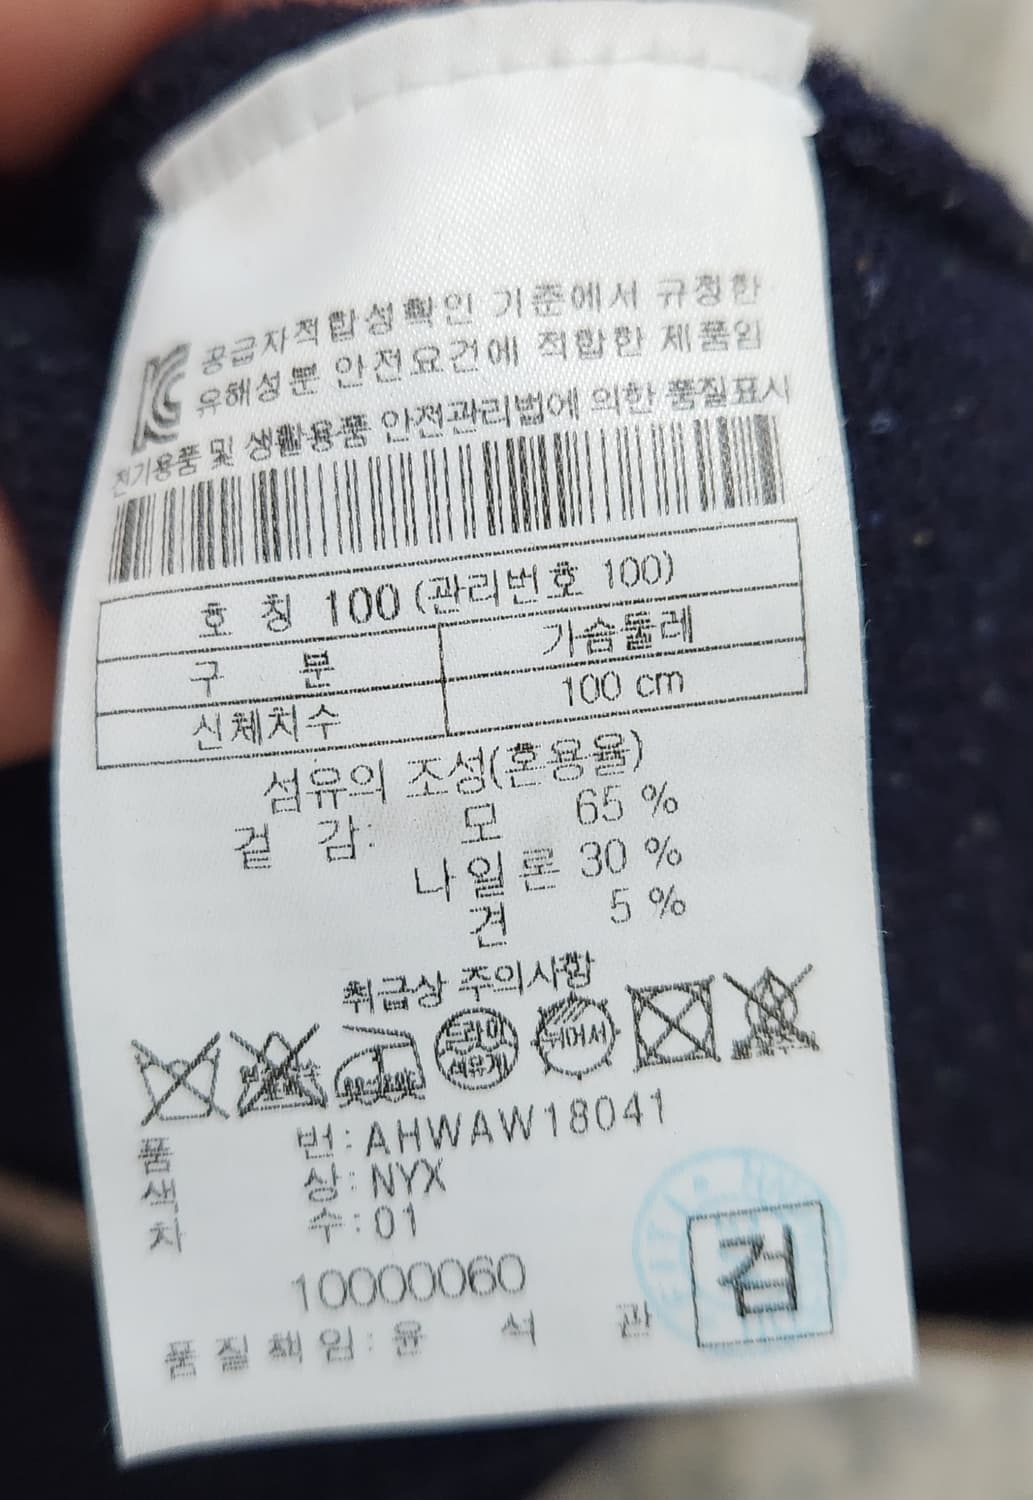 공급자적합성확인 기준에서 규정한
유해성분 안전요건에 적합한 제품임
전기용품 및 생활용품 안전관리법에 의한 품질표시
호 칭 100 (관리번호 100)
구 분 가슴둘레
신체치수 100 cm
섬유의 조성(혼용율)
겉 감: 모 65 %
나일론 30 %
견 5 %
취급상 주의사항
드라이 석유계 뉘어서
품 번: AHWAW18041
색 상: NYX
차 수: 01
10000060
품질책임: 윤 석 관
검